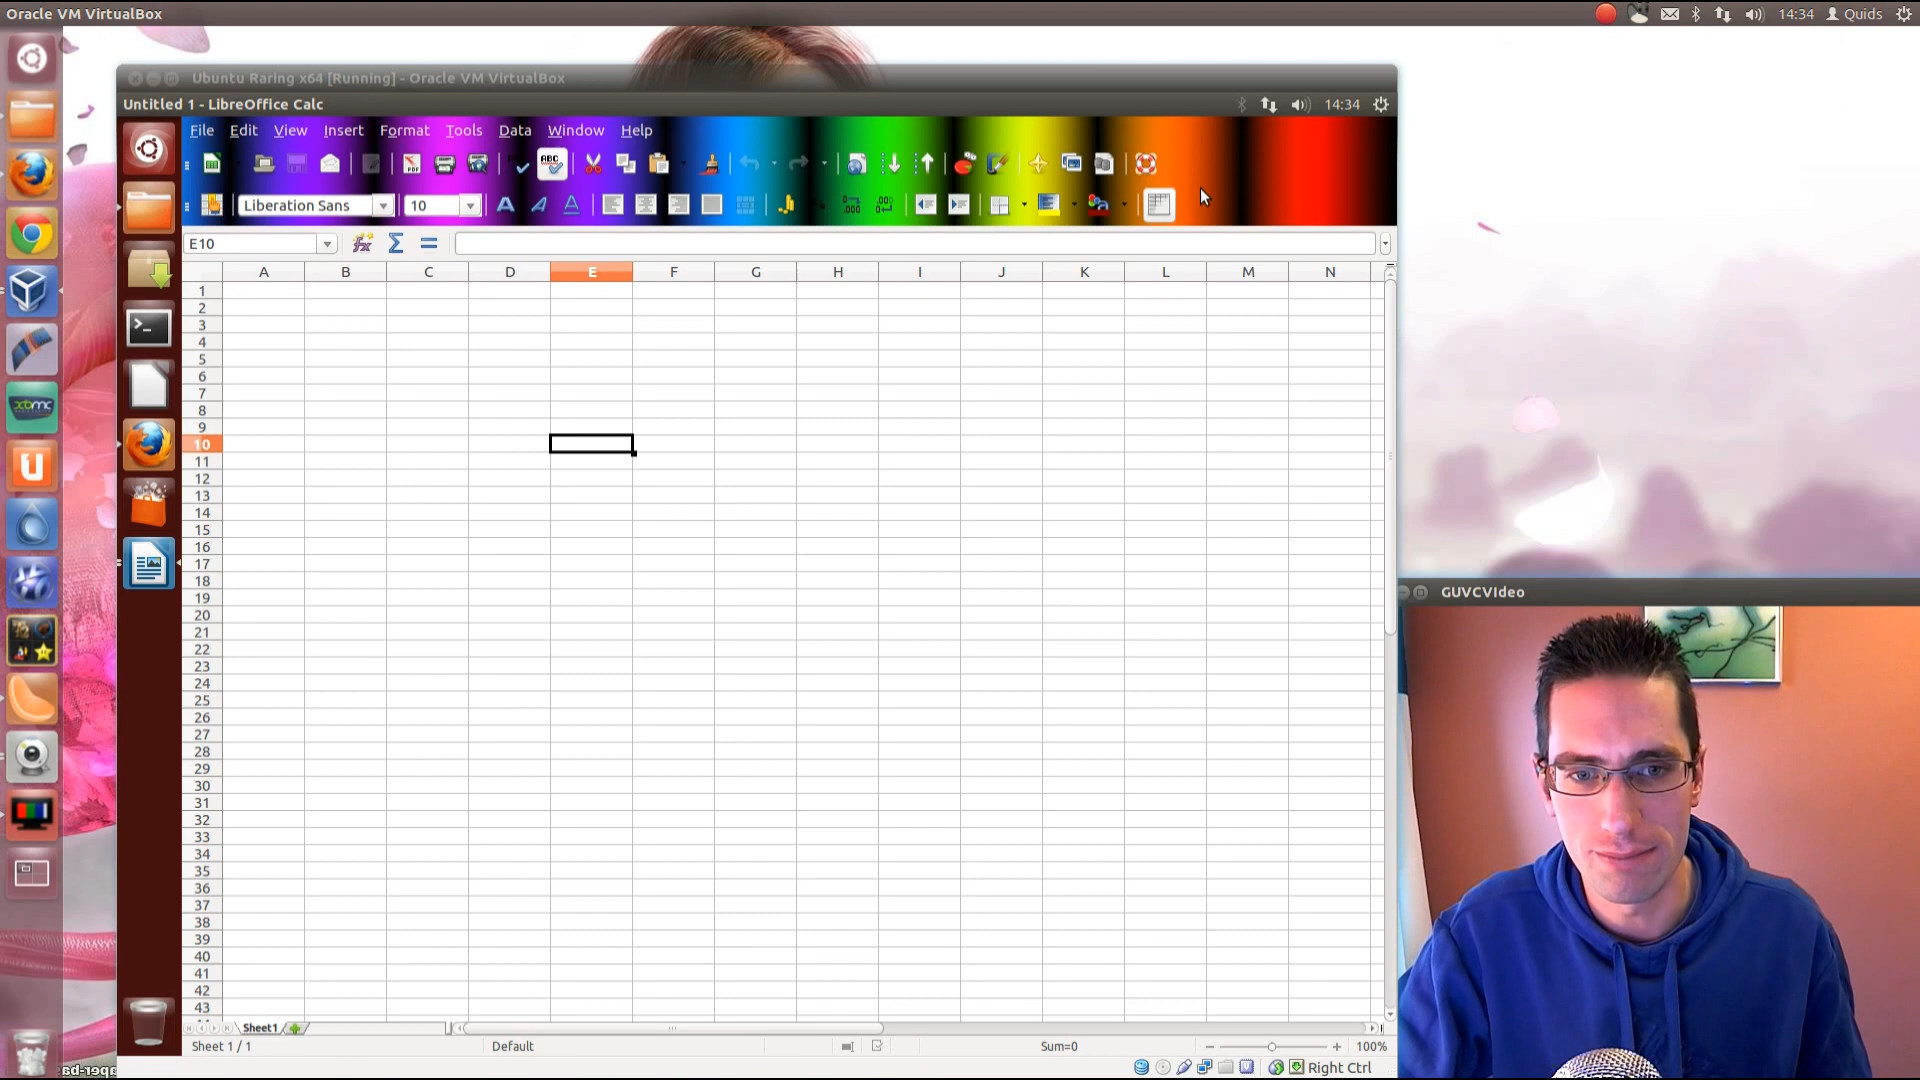 Oracle VM VirtualBox
14:34 Quids
Ubuntu Raring x64 [Running] - Oracle VM VirtualBox
Untitled 1 - LibreOffice Calc
14:34
File Edit View Insert Format Tools Data Window Help
PDF
ABC
Liberation Sans 10
E10
A B C D E F G H I J K L M N
1
2
3
4
5
6
7
8
9
10
11
12
13
14
15
16
17
18
19
20
21
22
23
24
25
26
27
28
29
30
31
32
33
34
35
36
37
38
39
40
41
42
43
Sheet1
Sheet 1 / 1 Default Sum=0 100%
Right Ctrl
GUVCVideo
xbmc